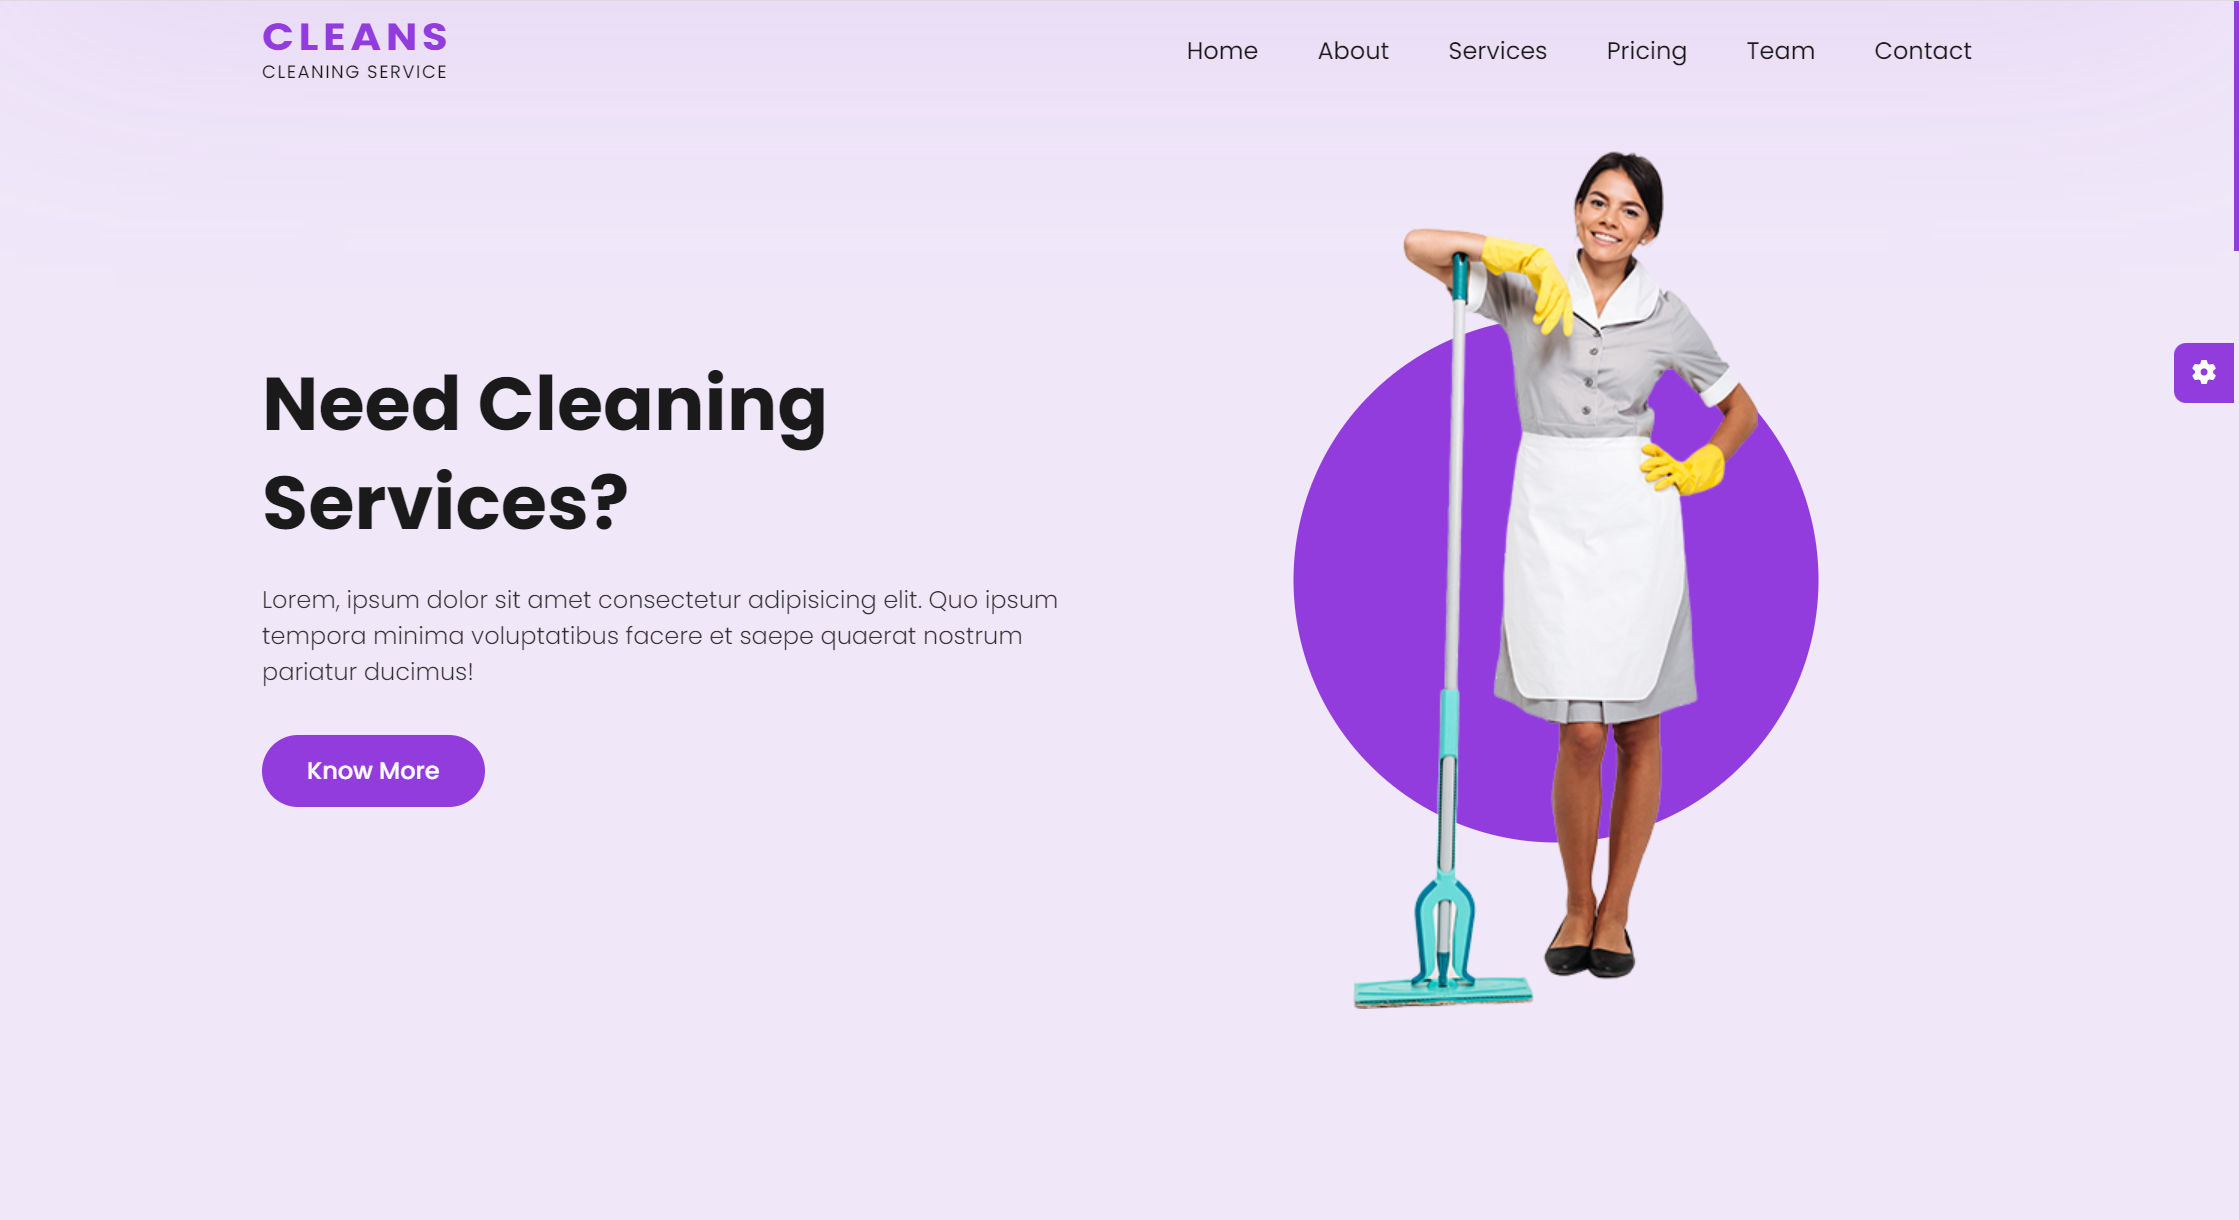 CLEANS
CLEANING SERVICE
Home About Services Pricing Team Contact
Need Cleaning
Services?
Lorem, ipsum dolor sit amet consectetur adipisicing elit. Quo ipsum
tempora minima voluptatibus facere et saepe quaerat nostrum
pariatur ducimus!
Know More